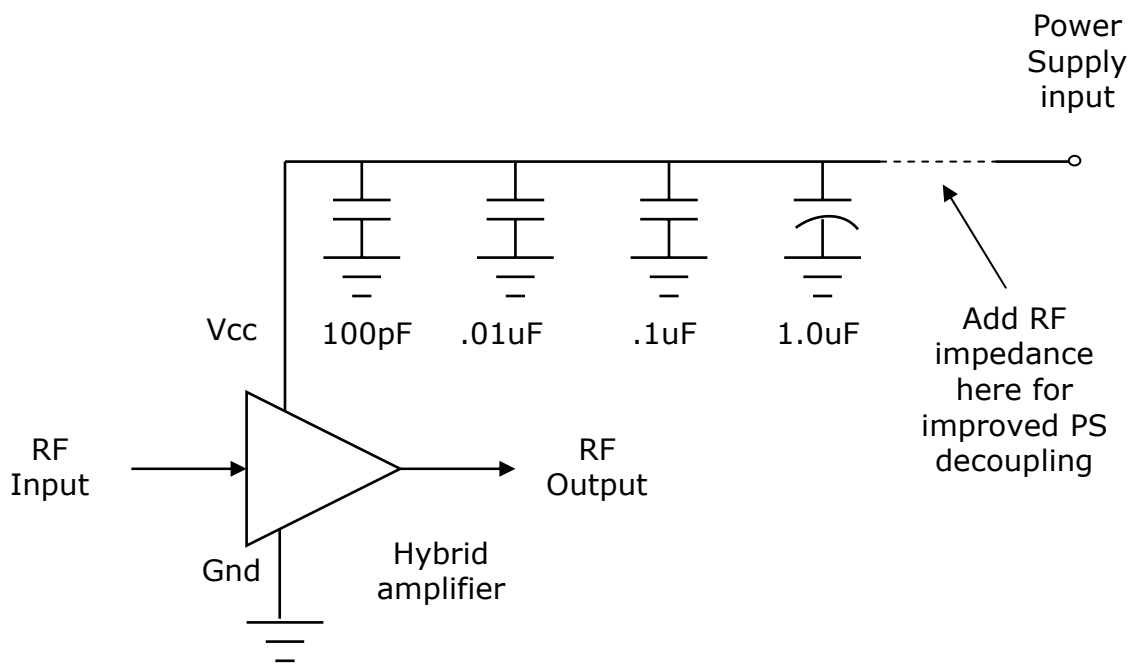 Power
Supply
input
Vcc
100pF
.01uF
.1uF
1.0uF
Add RF
impedance
here for
improved PS
decoupling
RF
Input
RF
Output
Gnd
Hybrid
amplifier